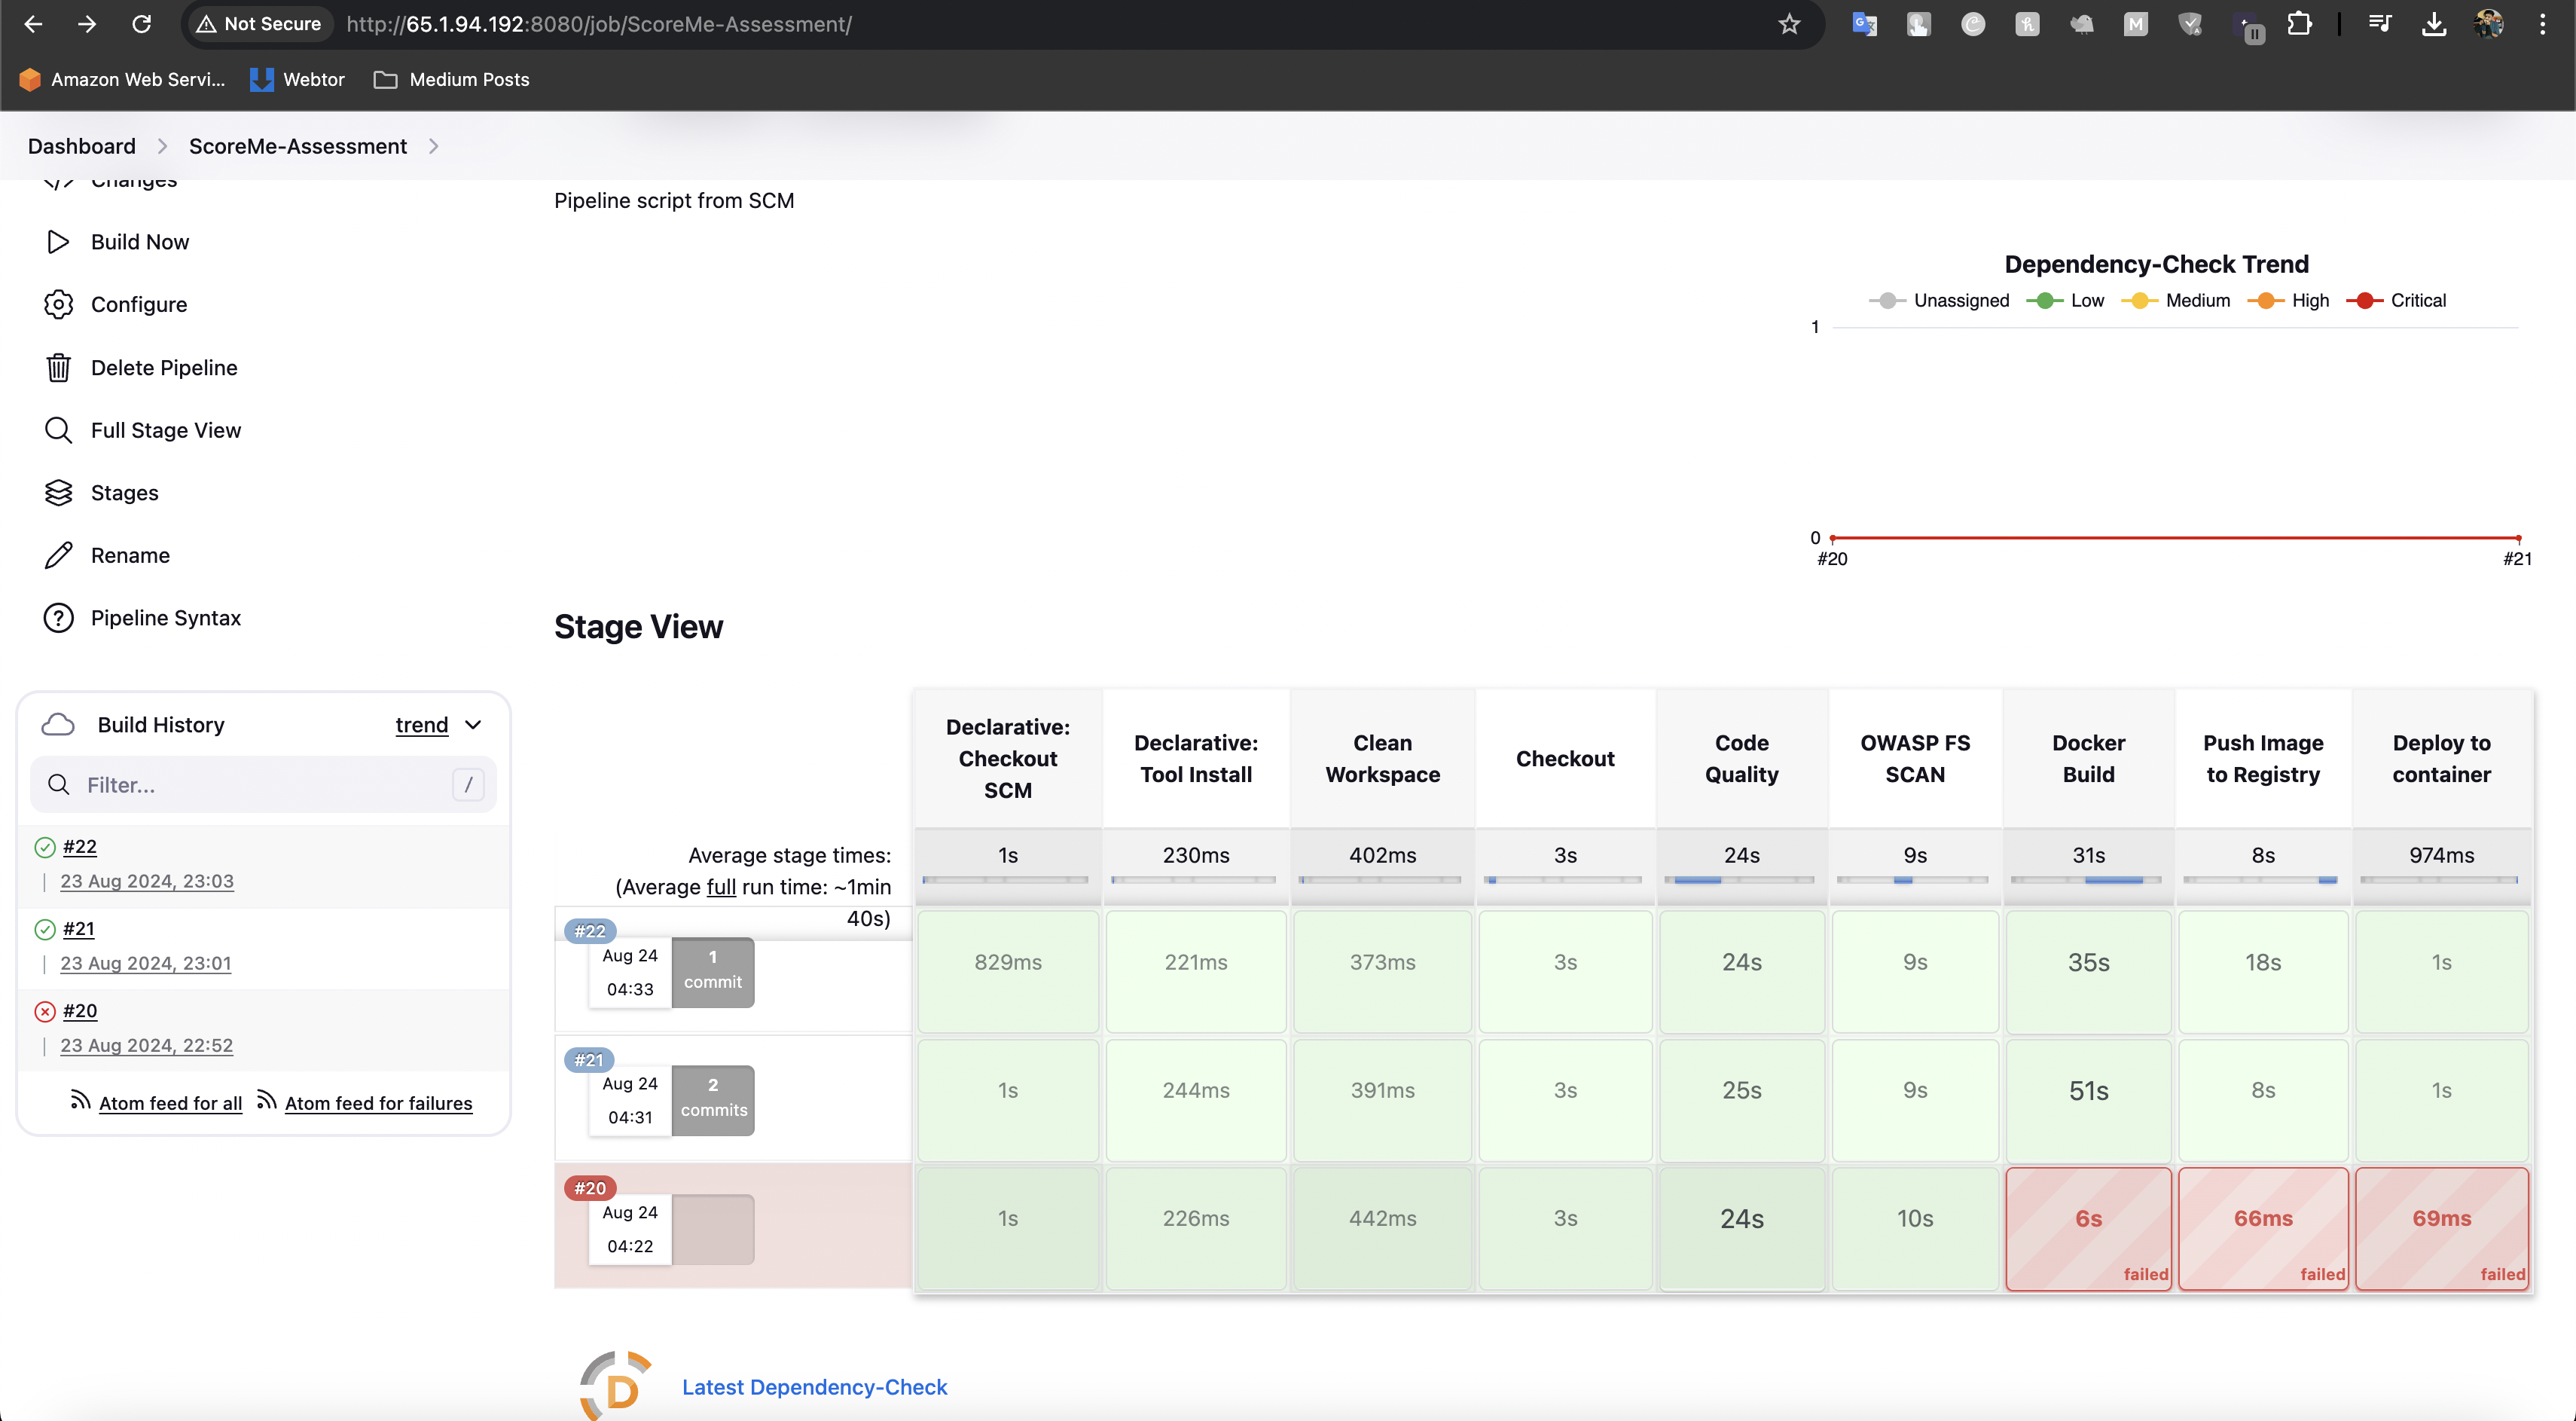 Not Secure
http://65.1.94.192:8080/job/ScoreMe-Assessment/
Amazon Web Servi...
Webtor
Medium Posts
Dashboard
ScoreMe-Assessment
Changes
Build Now
Configure
Delete Pipeline
Full Stage View
Stages
Rename
Pipeline Syntax
Build History
trend
Filter...
/
#22
23 Aug 2024, 23:03
#21
23 Aug 2024, 23:01
#20
23 Aug 2024, 22:52
Atom feed for all
Atom feed for failures
Pipeline script from SCM
Dependency-Check Trend
Unassigned
Low
Medium
High
Critical
1
0
#20
#21
Stage View
Declarative:
Checkout
SCM
Declarative:
Tool Install
Clean
Workspace
Checkout
Code
Quality
OWASP FS
SCAN
Docker
Build
Push Image
to Registry
Deploy to
container
Average stage times:
(Average full run time: ~1min
40s)
1s
230ms
402ms
3s
24s
9s
31s
8s
974ms
#22
Aug 24
04:33
1
commit
829ms
221ms
373ms
3s
24s
9s
35s
18s
1s
#21
Aug 24
04:31
2
commits
1s
244ms
391ms
3s
25s
9s
51s
8s
1s
#20
Aug 24
04:22
1s
226ms
442ms
3s
24s
10s
6s
failed
66ms
failed
69ms
failed
D
Latest Dependency-Check